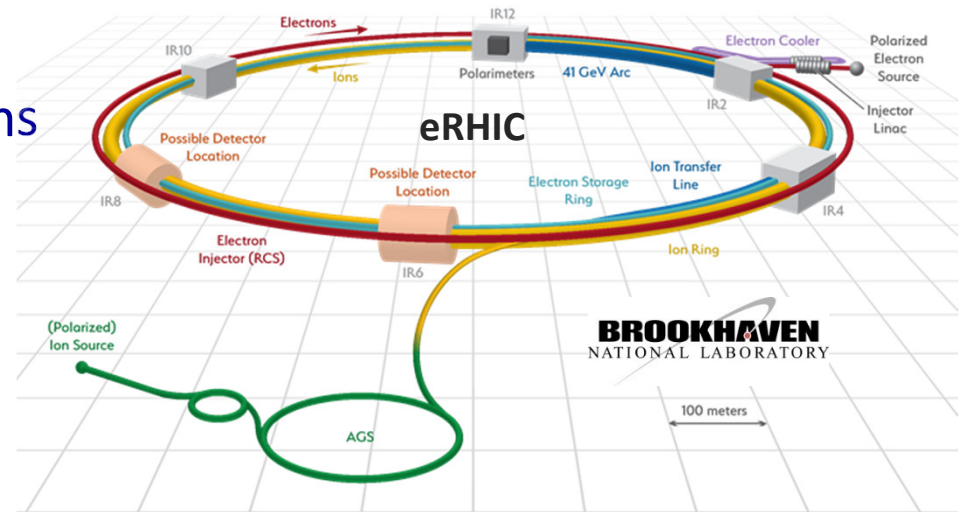 Electrons
IR12
IR10
Ions
Polarimeters
41 GeV Arc
Electron Cooler
Polarized
Electron
Source
IR2
Injector
Linac
ns
eRHIC
Possible Detector
Location
Possible Detector
Location
Electron Storage
Ring
Ion Transfer
Line
IR8
IR4
Electron
Injector (RCS)
IR6
Ion Ring
(Polarized)
Ion Source
BROOKHAVEN
NATIONAL LABORATORY
100 meters
AGS